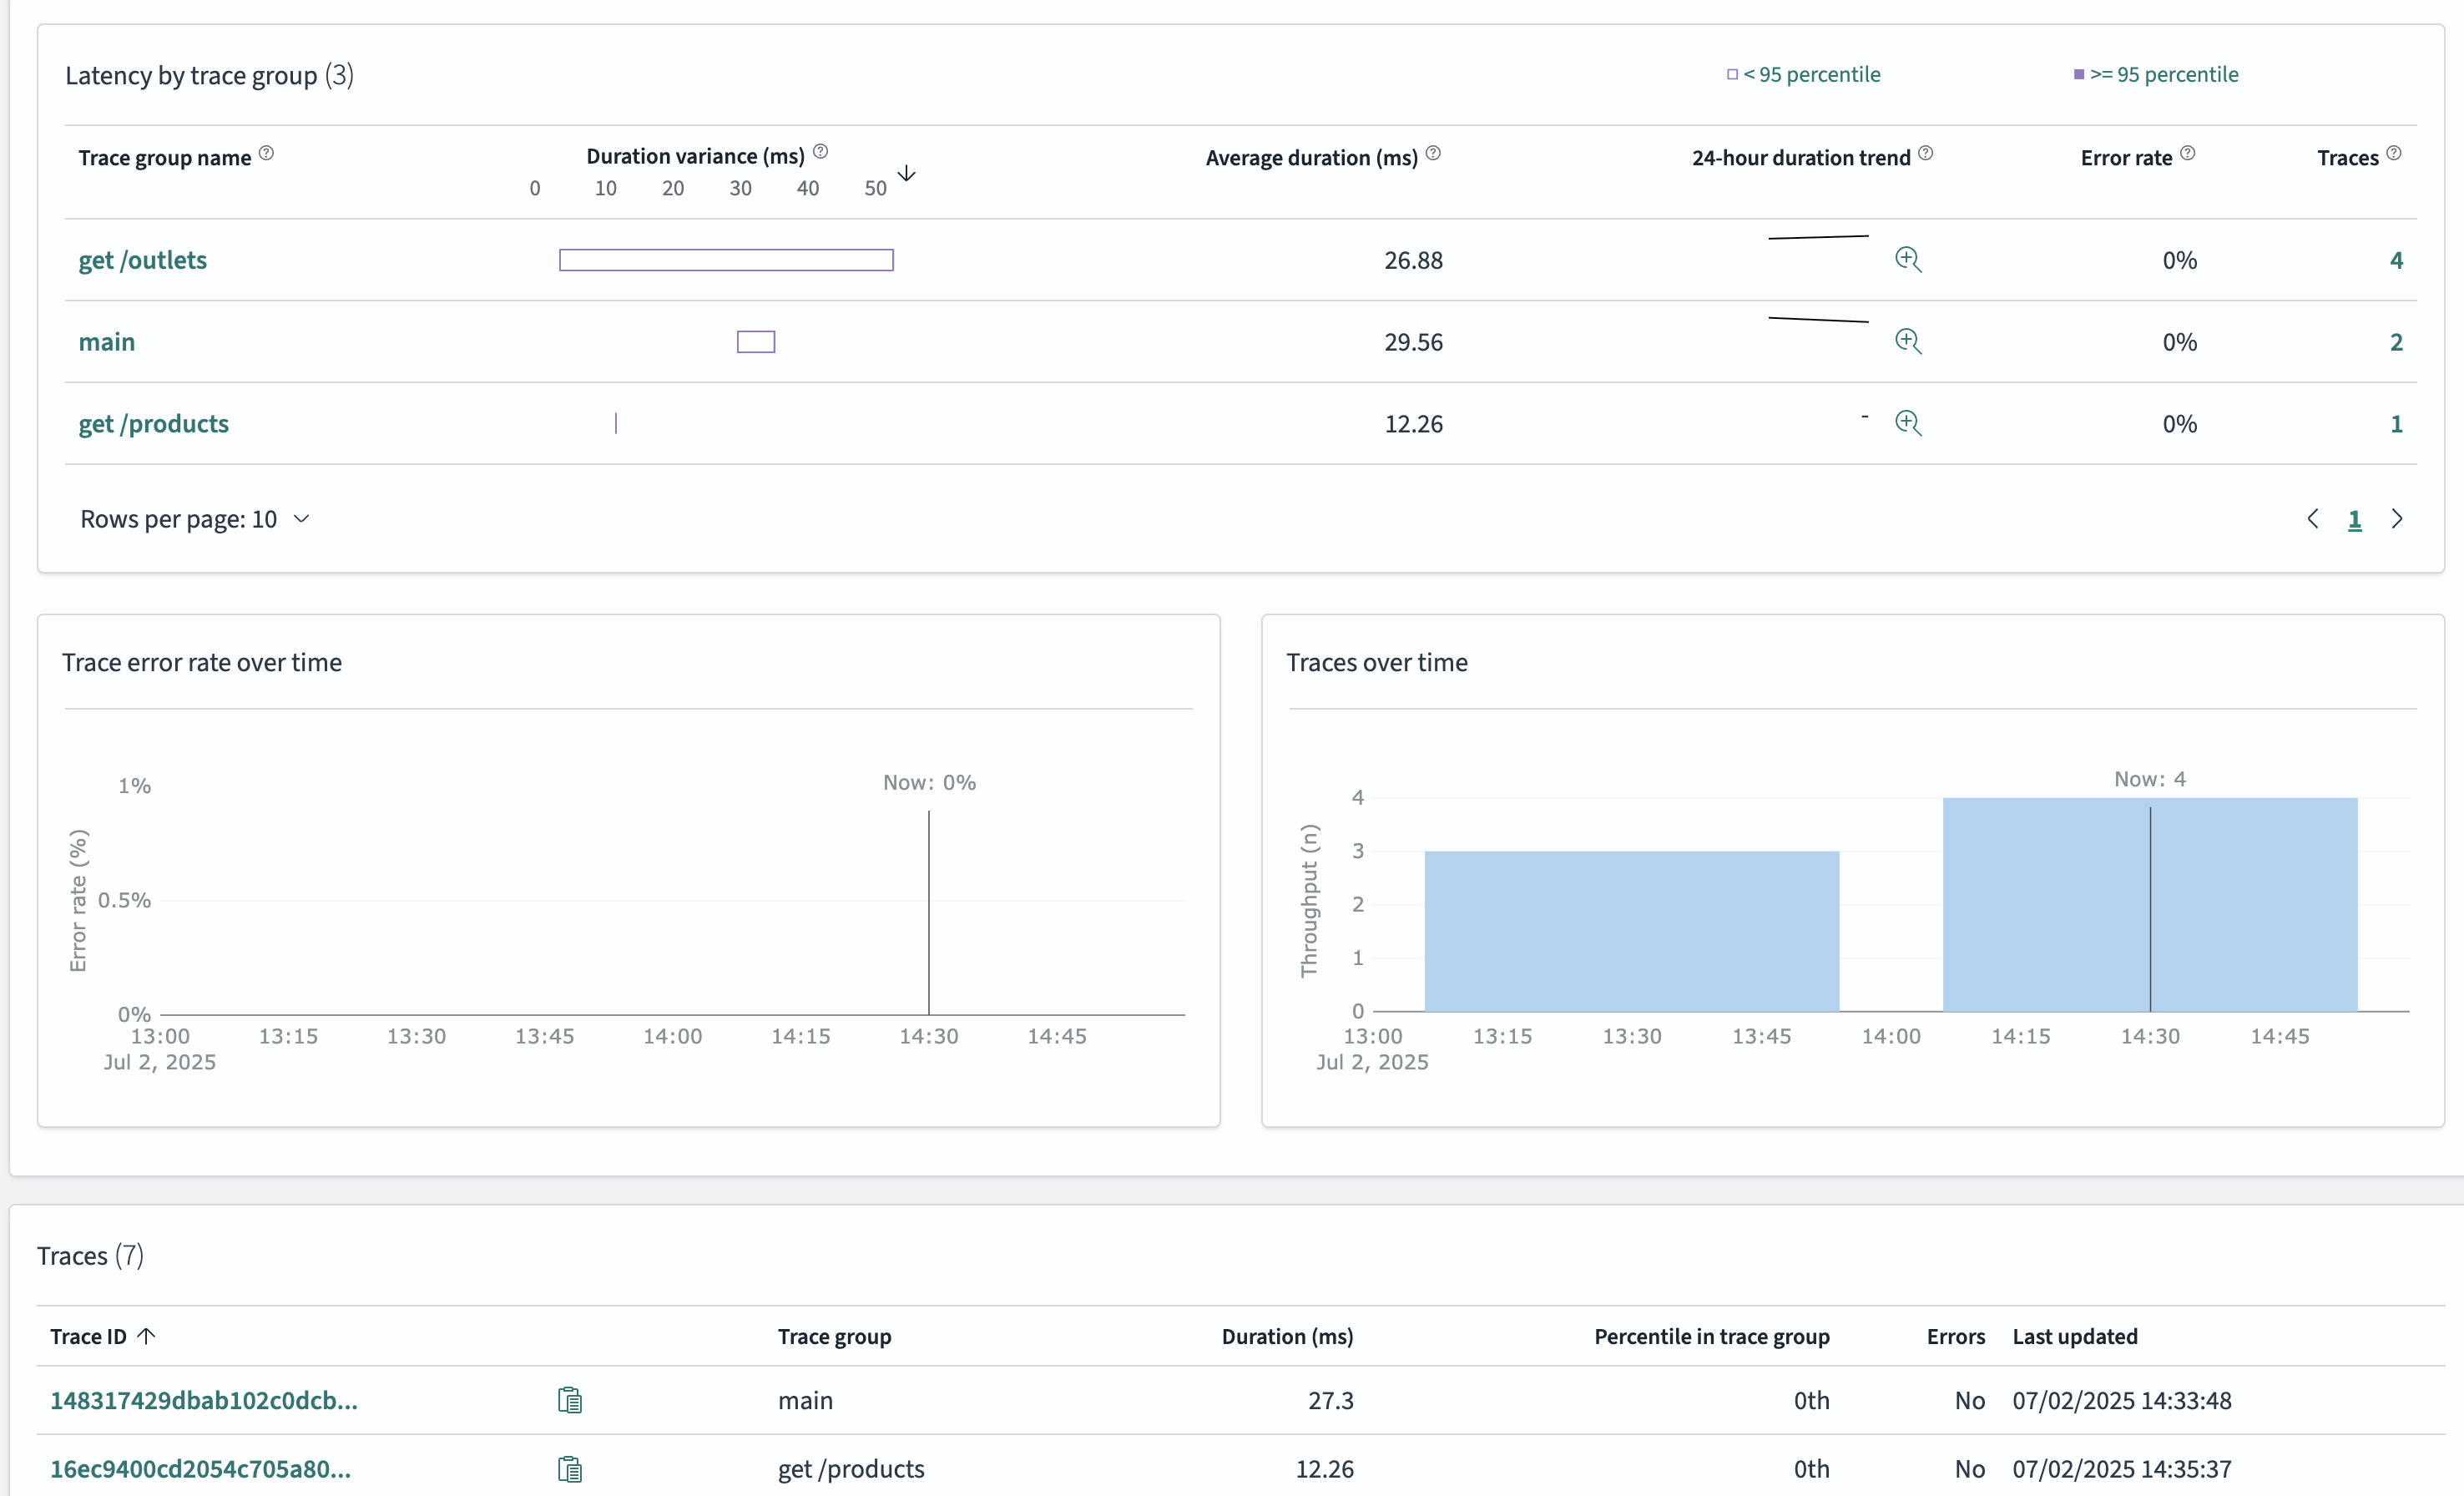 Latency by trace group (3)
< 95 percentile
>= 95 percentile
Trace group name
Duration variance (ms)
0 10 20 30 40 50
Average duration (ms)
24-hour duration trend
Error rate
Traces
get /outlets 26.88 0% 4
main 29.56 0% 2
get /products 12.26 - 0% 1
Rows per page: 10
1
Trace error rate over time
Now: 0%
1%
0.5%
0%
Error rate (%)
13:00 13:15 13:30 13:45 14:00 14:15 14:30 14:45
Jul 2, 2025
Traces over time
Now: 4
4
3
2
1
0
Throughput (n)
13:00 13:15 13:30 13:45 14:00 14:15 14:30 14:45
Jul 2, 2025
Traces (7)
Trace ID Trace group Duration (ms) Percentile in trace group Errors Last updated
148317429dbab102c0dcb... main 27.3 0th No 07/02/2025 14:33:48
16ec9400cd2054c705a80... get /products 12.26 0th No 07/02/2025 14:35:37